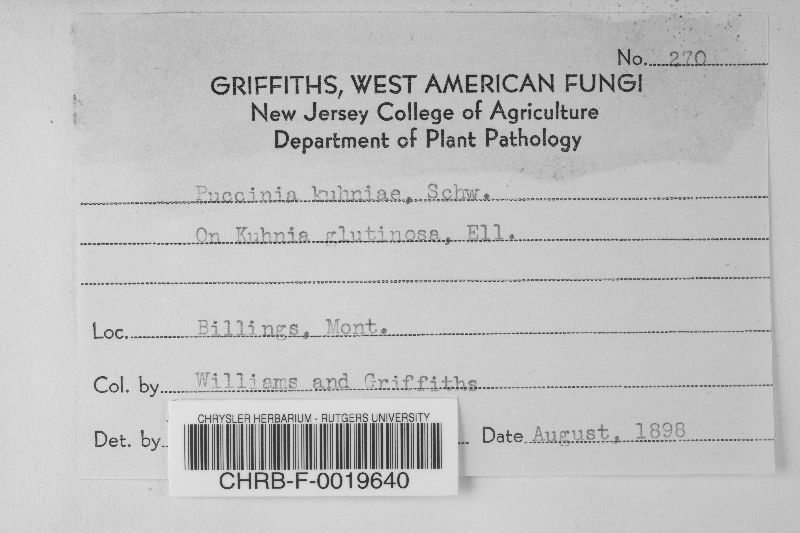 No. 270
GRIFFITHS, WEST AMERICAN FUNGI
New Jersey College of Agriculture
Department of Plant Pathology
Puccinia kuhniae, Schw.
On Kuhnia glutinosa, Ell.
Loc. Billings, Mont.
Col. by Williams and Griffiths
Det. by
Date August, 1898
CHRYSLER HERBARIUM - RUTGERS UNIVERSITY
CHRB-F-0019640